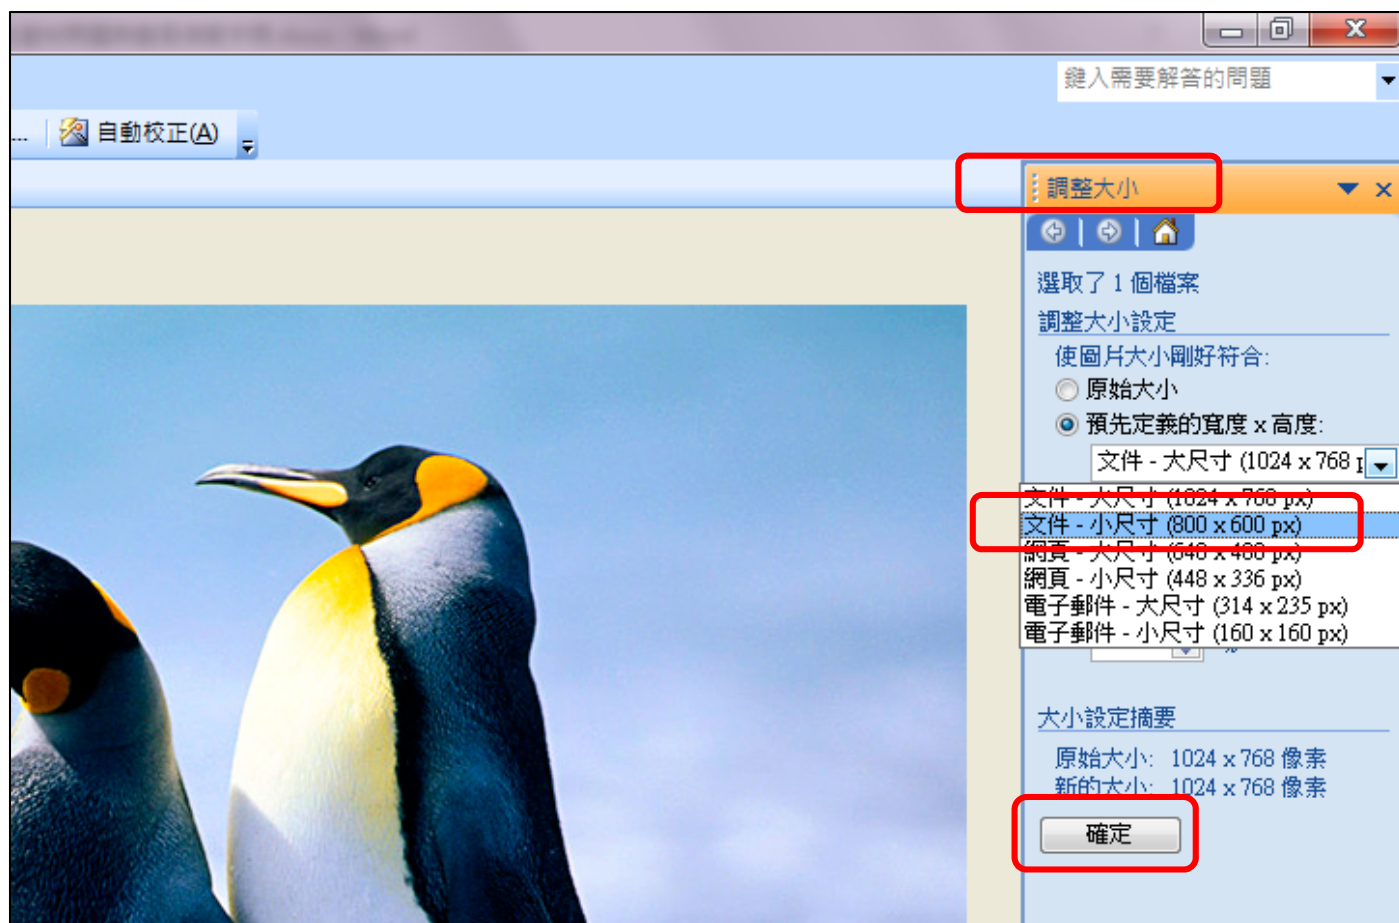 鍵入需要解答的問題
... 自動校正(A)
調整大小
選取了 1 個檔案
調整大小設定
使圖片大小剛好符合:
原始大小
預先定義的寬度 x 高度:
文件 - 大尺寸 (1024 x 768
文件 - 大尺寸 (1024 x 768 px)
文件 - 小尺寸 (800 x 600 px)
網頁 - 大尺寸 (640 x 480 px)
網頁 - 小尺寸 (448 x 336 px)
電子郵件 - 大尺寸 (314 x 235 px)
電子郵件 - 小尺寸 (160 x 160 px)
大小設定摘要
原始大小: 1024 x 768 像素
新的大小: 1024 x 768 像素
確定